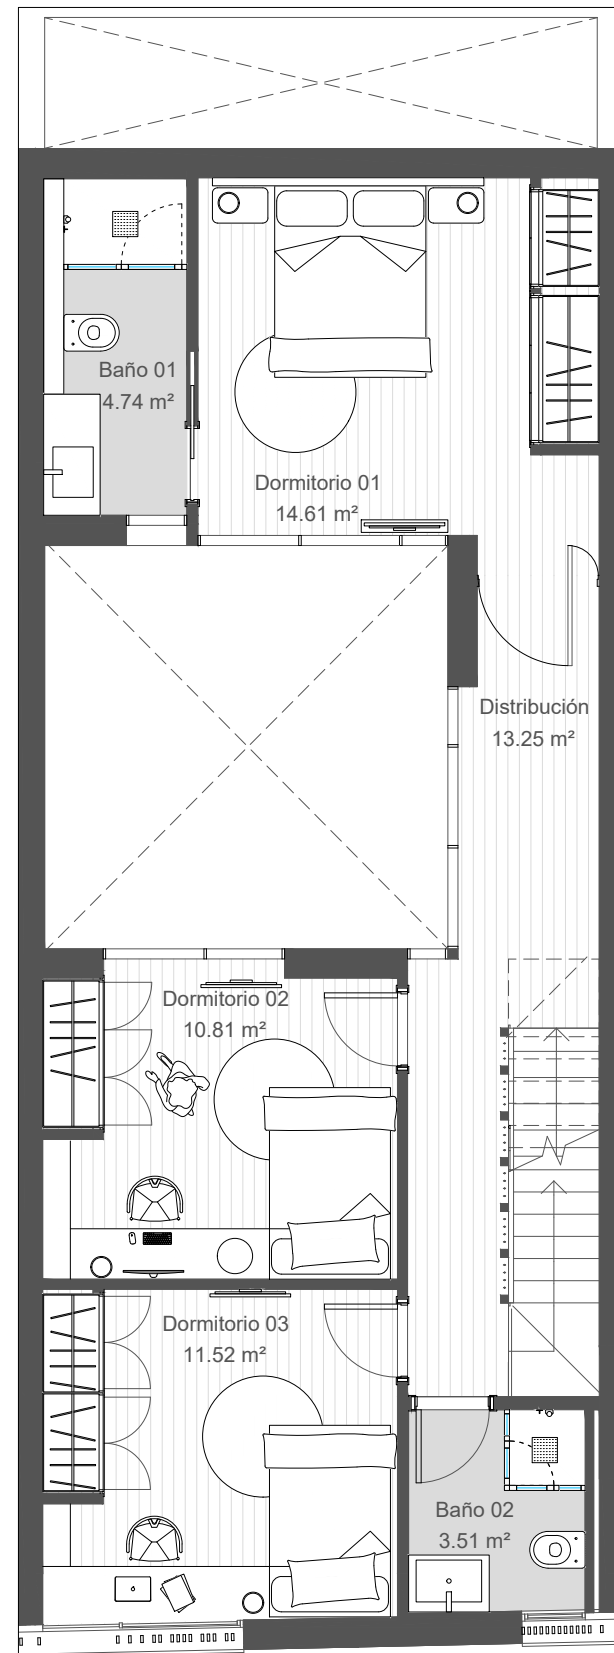 Baño 01
4.74 m²
Dormitorio 01
14.61 m²
Distribución
13.25 m²
Dormitorio 02
10.81 m²
Dormitorio 03
11.52 m²
Baño 02
3.51 m²